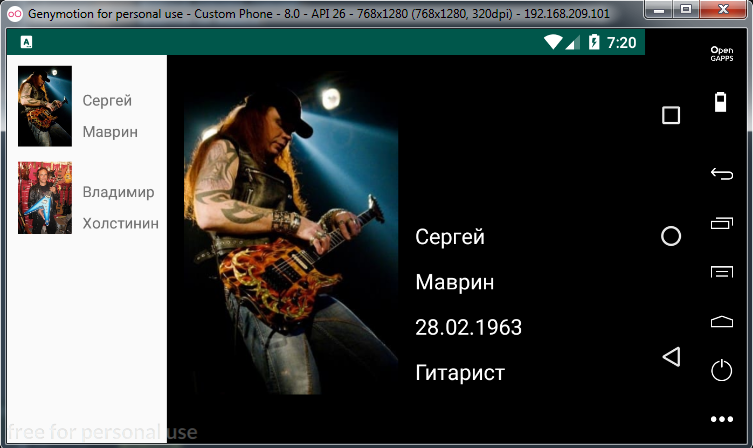 Genymotion for personal use - Custom Phone - 8.0 - API 26 - 768x1280 (768x1280, 320dpi) - 192.168.209.101
A
7:20
Open
GAPPS
Сергей
Маврин
Владимир
Холстинин
Сергей
Маврин
28.02.1963
Гитарист
free for personal use